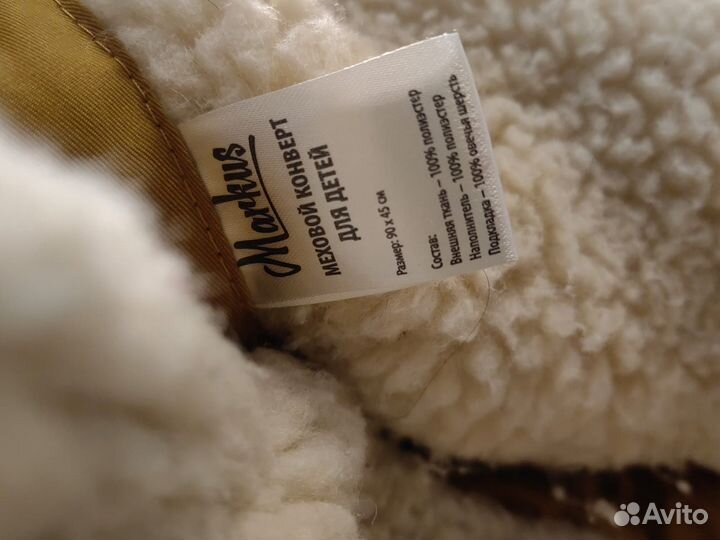 Markus
МЕХОВОЙ КОНВЕРТ
ДЛЯ ДЕТЕЙ
Размер: 90 х 45 см
Состав:
Внешняя ткань – 100% полиэстер
Наполнитель – 100% полиэстер
Подкладка – 100% овечья шерсть
Avito